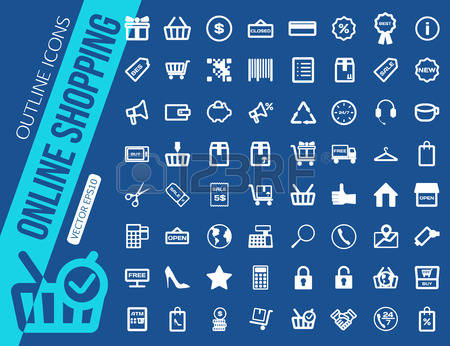 OUTLINE ICONS
ONLINE SHOPPING
VECTOR EPS10
$
CLOSED
%
BEST
i
NEW
SALE
%
24/7
BUY
FREE
SALE
5$
OPEN
OPEN
FREE
BUY
ATM
24/7
%
123RF